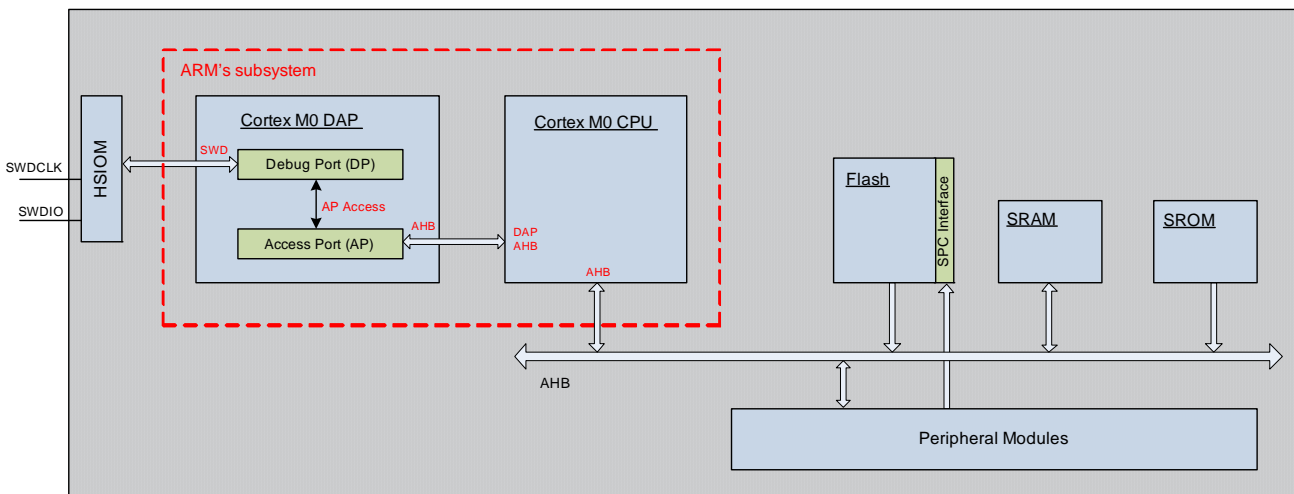 ARM's subsystem
Cortex M0 DAP
Cortex M0 CPU
SWDCLK
SWDIO
HSIOM
SWD
Debug Port (DP)
AP Access
Access Port (AP)
AHB
DAP
AHB
AHB
Flash
SPC Interface
SRAM
SROM
AHB
Peripheral Modules